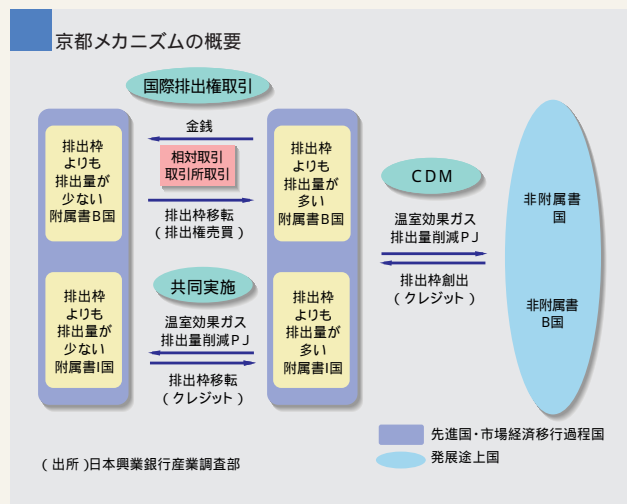 京都メカニズムの概要
国際排出権取引
金銭
相対取引
取引所取引
排出枠移転
(排出権売買)
排出枠
よりも
排出量が
少ない
附属書B国
排出枠
よりも
排出量が
多い
附属書B国
共同実施
温室効果ガス
排出量削減PJ
排出枠移転
(クレジット)
排出枠
よりも
排出量が
少ない
附属書I国
排出枠
よりも
排出量が
多い
附属書I国
CDM
温室効果ガス
排出量削減PJ
排出枠創出
(クレジット)
非附属書
国
非附属書
B国
先進国・市場経済移行過程国
発展途上国
(出所)日本興業銀行産業調査部